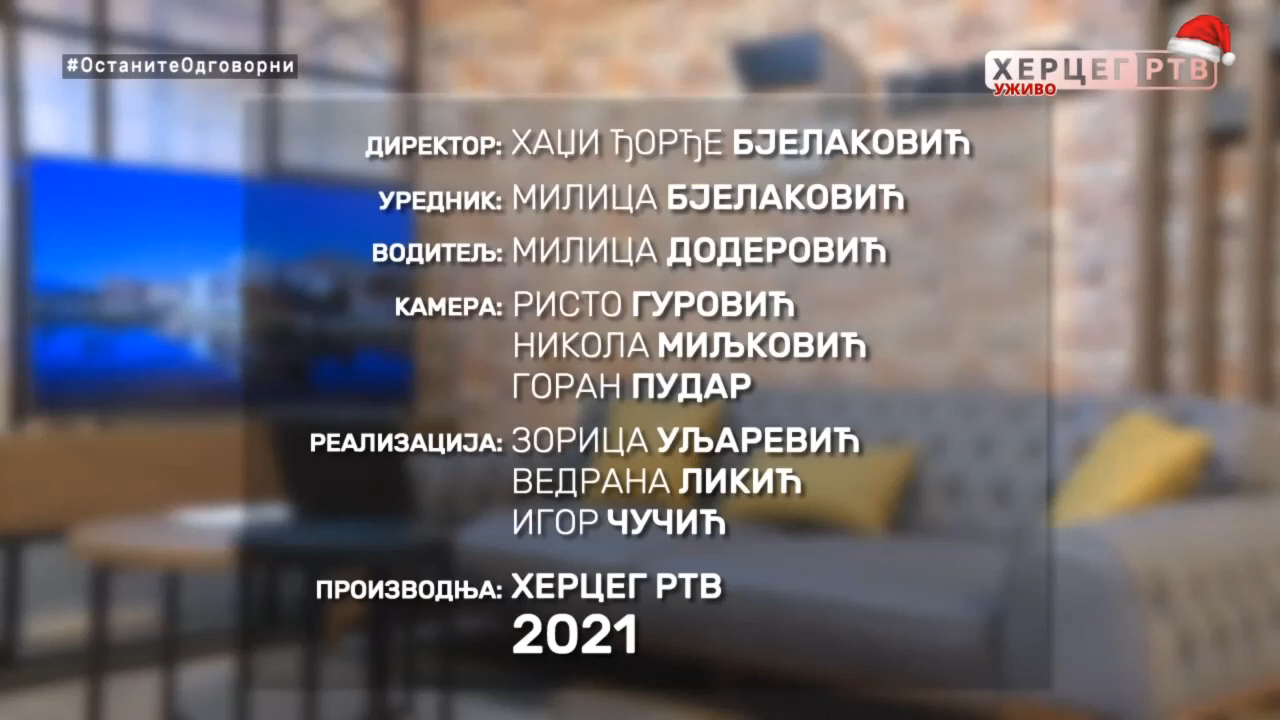 #ОстанитеОдговорни
ХЕРЦЕГ РТВ
УЖИВО
ДИРЕКТОР: ХАЏИ ЂОРЂЕ БЈЕЛАКОВИЋ
УРЕДНИК: МИЛИЦА БЈЕЛАКОВИЋ
ВОДИТЕЉ: МИЛИЦА ДОДЕРОВИЋ
КАМЕРА: РИСТО ГУРОВИЋ
НИКОЛА МИЉКОВИЋ
ГОРАН ПУДАР
РЕАЛИЗАЦИЈА: ЗОРИЦА УЉАРЕВИЋ
ВЕДРАНА ЛИКИЋ
ИГОР ЧУЧИЋ
ПРОИЗВОДЊА: ХЕРЦЕГ РТВ
2021